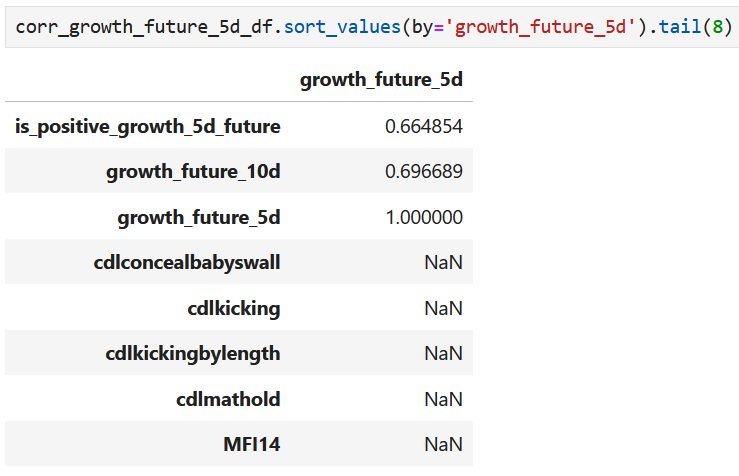 corr_growth_future_5d_df.sort_values(by='growth_future_5d').tail(8)
growth_future_5d
is_positive_growth_5d_future 0.664854
growth_future_10d 0.696689
growth_future_5d 1.000000
cdlconcealbabyswall NaN
cdlkicking NaN
cdlkickingbylength NaN
cdlmathold NaN
MFI14 NaN